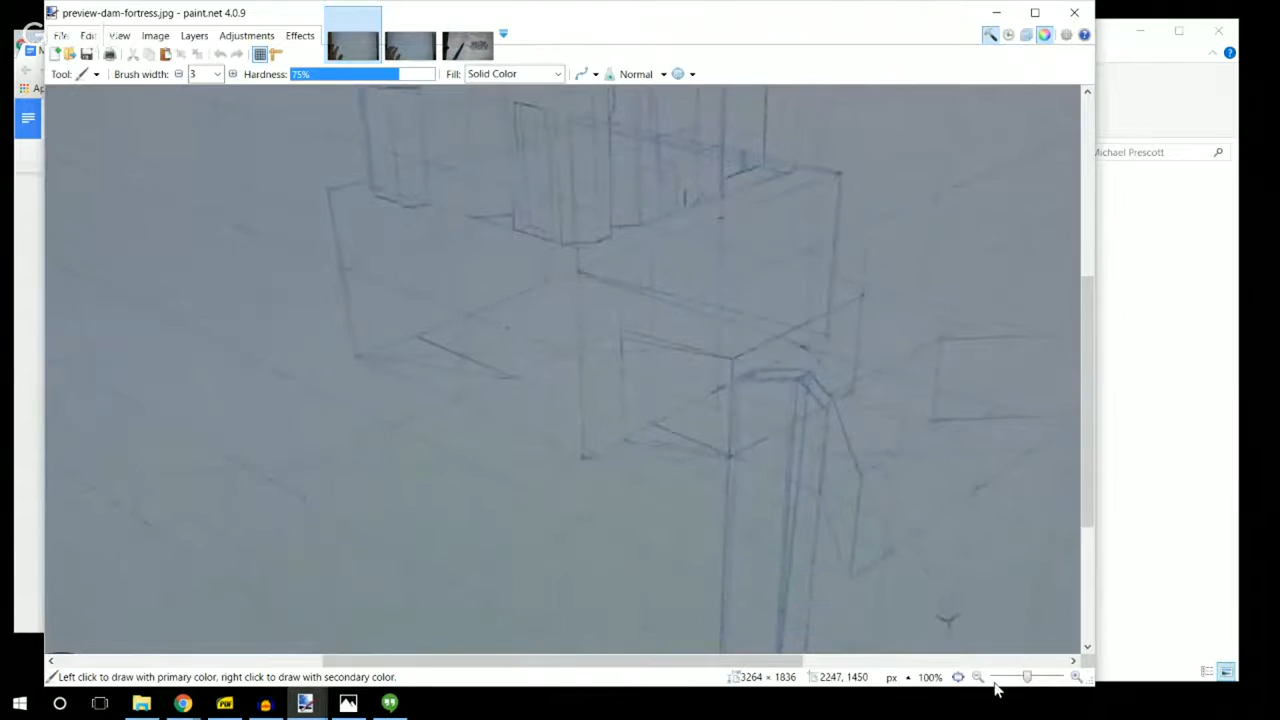 preview-dam-fortress.jpg - paint.net 4.0.9
File Edit View Image Layers Adjustments Effects
Tool: Brush width: 3 Hardness: 75% Fill: Solid Color Normal
Michael Prescott
Left click to draw with primary color, right click to draw with secondary color. 3264 × 1836 2247, 1450 px 100%
PDF